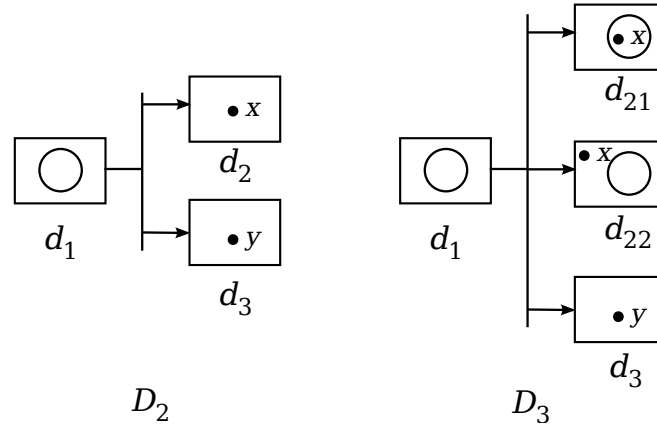 x
d₁
d₂
y
d₃
D₂
x
d₂₁
x
d₁
d₂₂
y
d₃
D₃